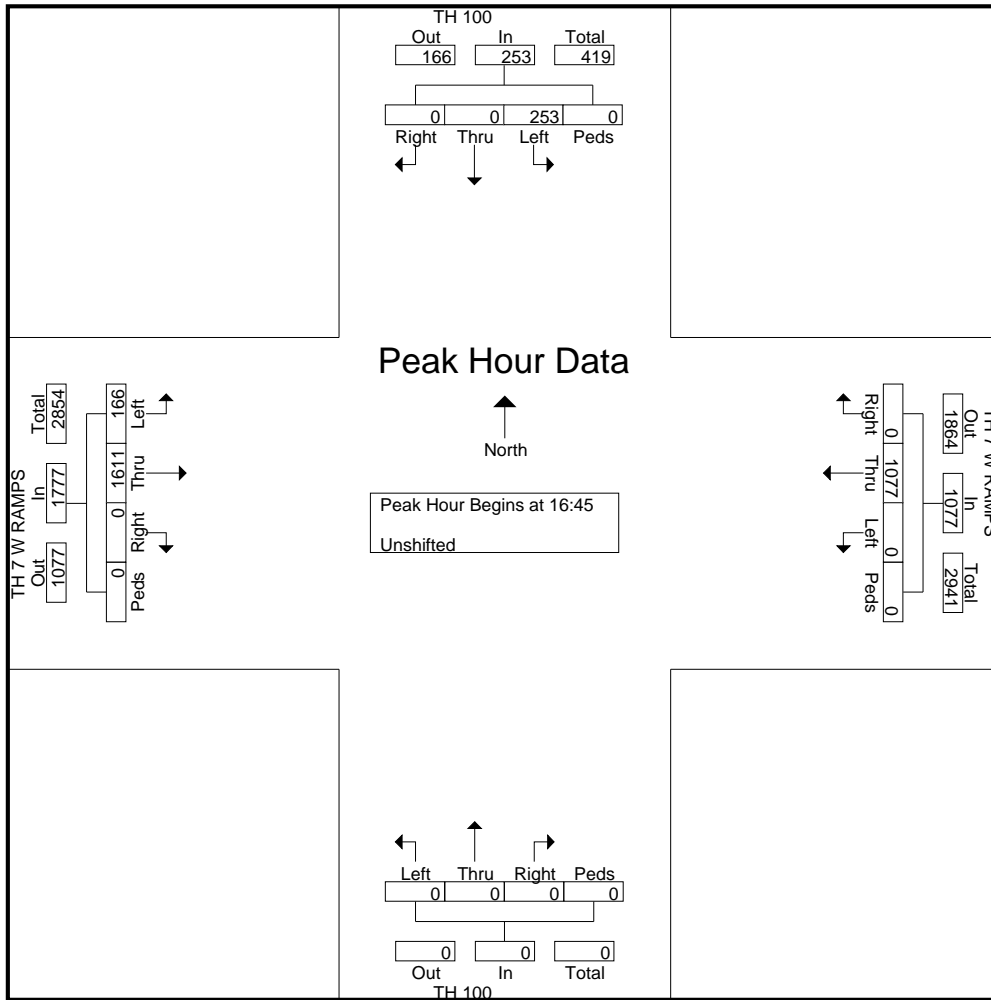 TH 100
Out In Total
166 253 419
0 0 253 0
Right Thru Left Peds
Peak Hour Data
North
Peak Hour Begins at 16:45
Unshifted
TH 7 W RAMPS
Out In Total
1077 1777 2854
166 1611 0 0
Left Thru Right Peds
TH 7 W RAMPS
Out In Total
1864 1077 2941
0 1077 0 0
Right Thru Left Peds
Left Thru Right Peds
0 0 0 0
0 0 0
Out In Total
TH 100